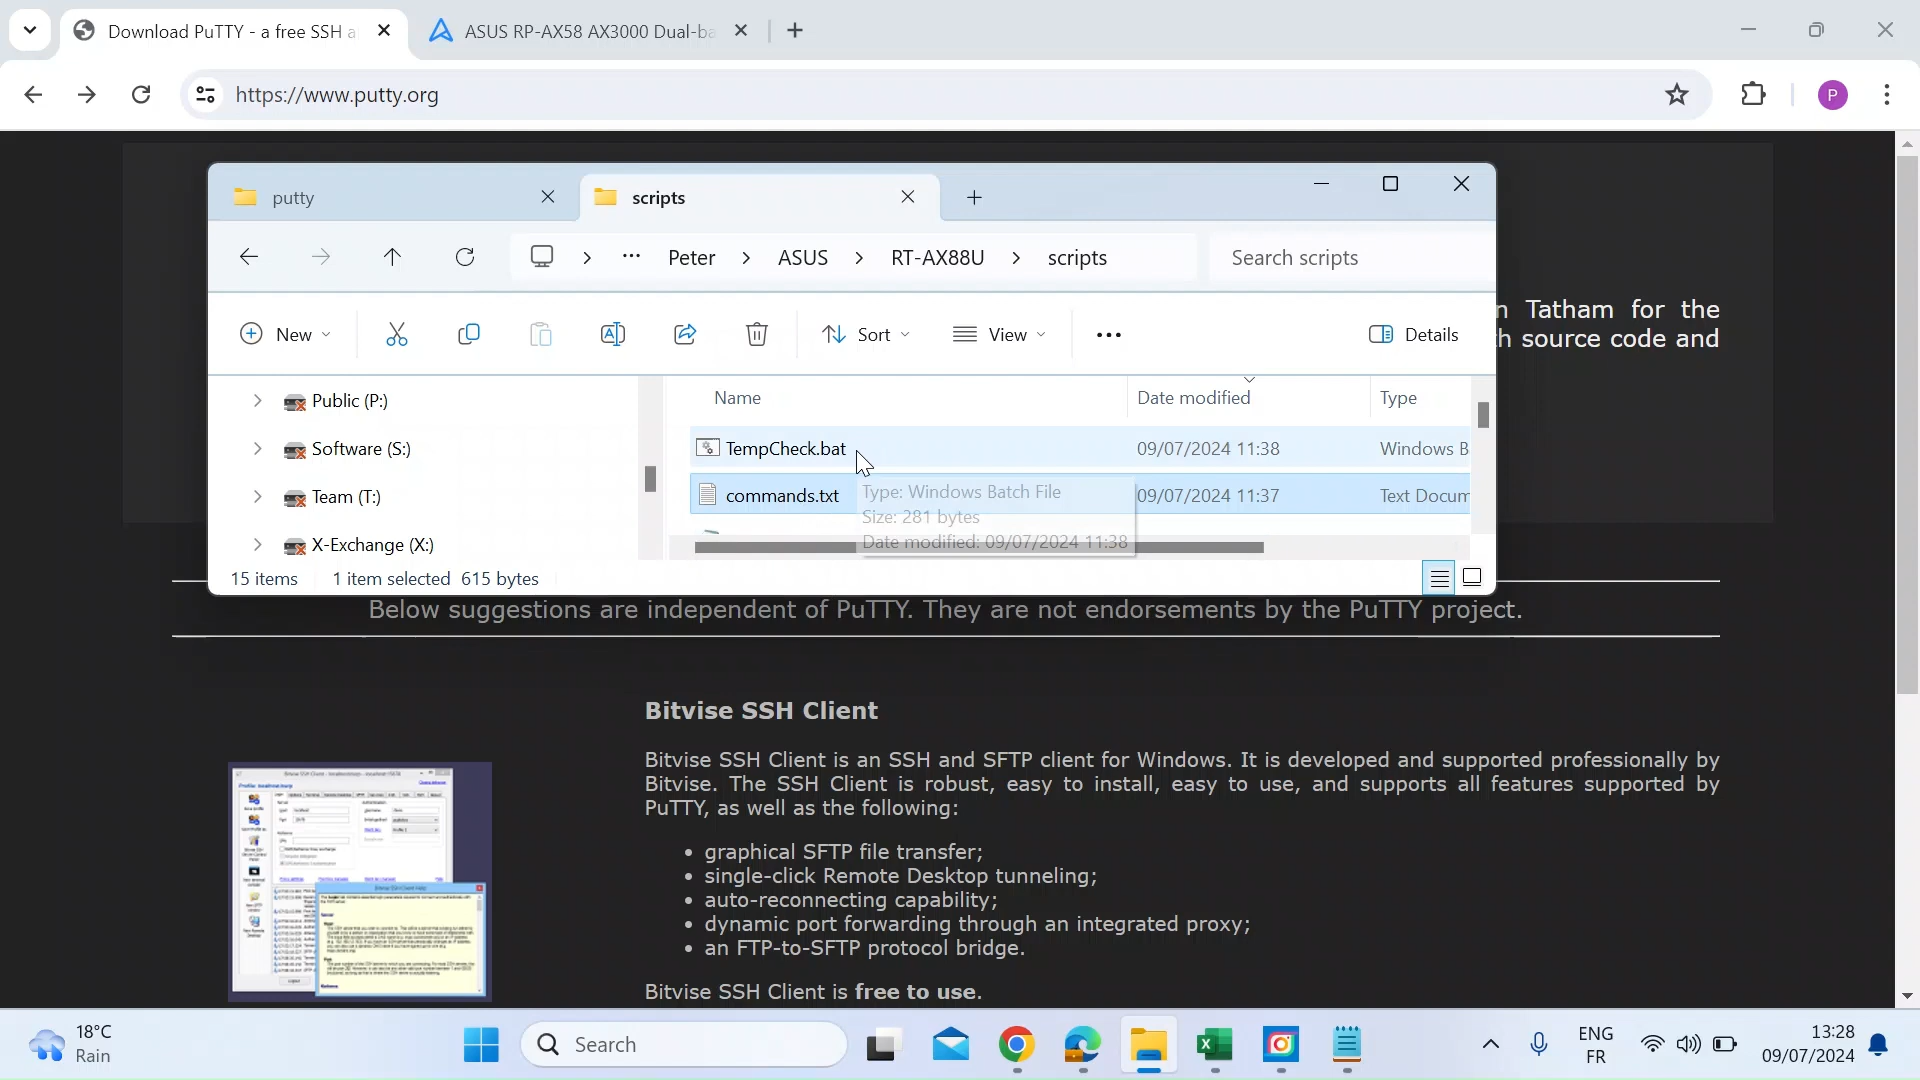 Download PuTTY - a free SSH a
ASUS RP-AX58 AX3000 Dual-ba
https://www.putty.org
P
putty
scripts
Peter
ASUS
RT-AX88U
scripts
Search scripts
New
Sort
View
Details
n Tatham for the
h source code and
Public (P:)
Software (S:)
Team (T:)
X-Exchange (X:)
Name
Date modified
Type
TempCheck.bat
09/07/2024 11:38
Windows B
commands.txt
09/07/2024 11:37
Text Docum
Type: Windows Batch File
Size: 281 bytes
Date modified: 09/07/2024 11:38
15 items
1 item selected 615 bytes
Below suggestions are independent of PuTTY. They are not endorsements by the PuTTY project.
Bitvise SSH Client
Bitvise SSH Client is an SSH and SFTP client for Windows. It is developed and supported professionally by
Bitvise. The SSH Client is robust, easy to install, easy to use, and supports all features supported by
PuTTY, as well as the following:
• graphical SFTP file transfer;
• single-click Remote Desktop tunneling;
• auto-reconnecting capability;
• dynamic port forwarding through an integrated proxy;
• an FTP-to-SFTP protocol bridge.
Bitvise SSH Client is free to use.
18°C
Rain
Search
ENG
FR
13:28
09/07/2024